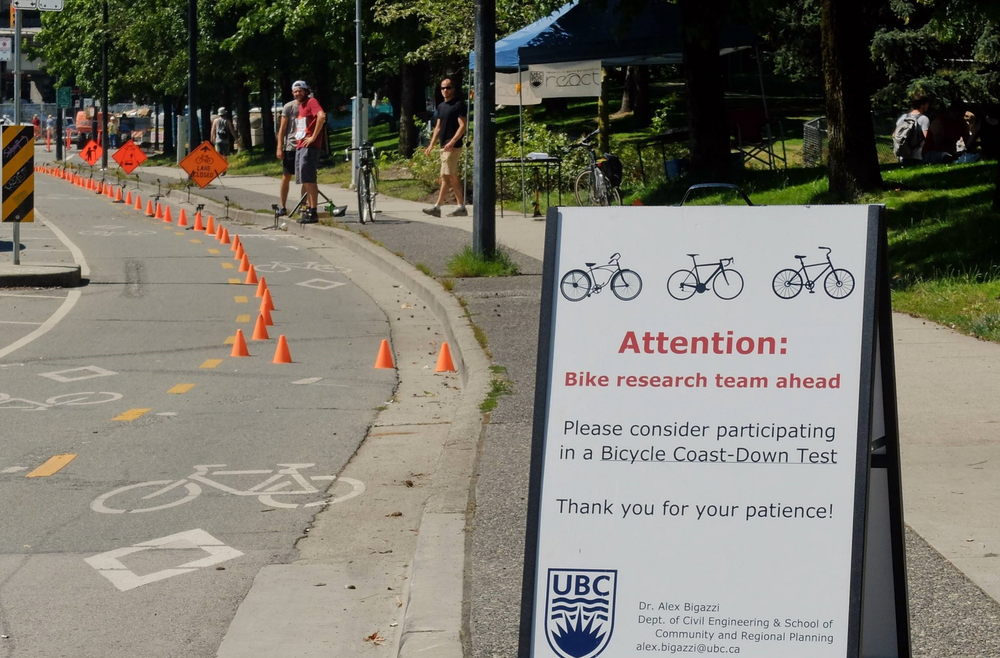 UBC
react
LANE
CLOSED
Attention:
Bike research team ahead
Please consider participating
in a Bicycle Coast-Down Test
Thank you for your patience!
UBC
Dr. Alex Bigazzi
Dept. of Civil Engineering & School of
Community and Regional Planning
alex.bigazzi@ubc.ca